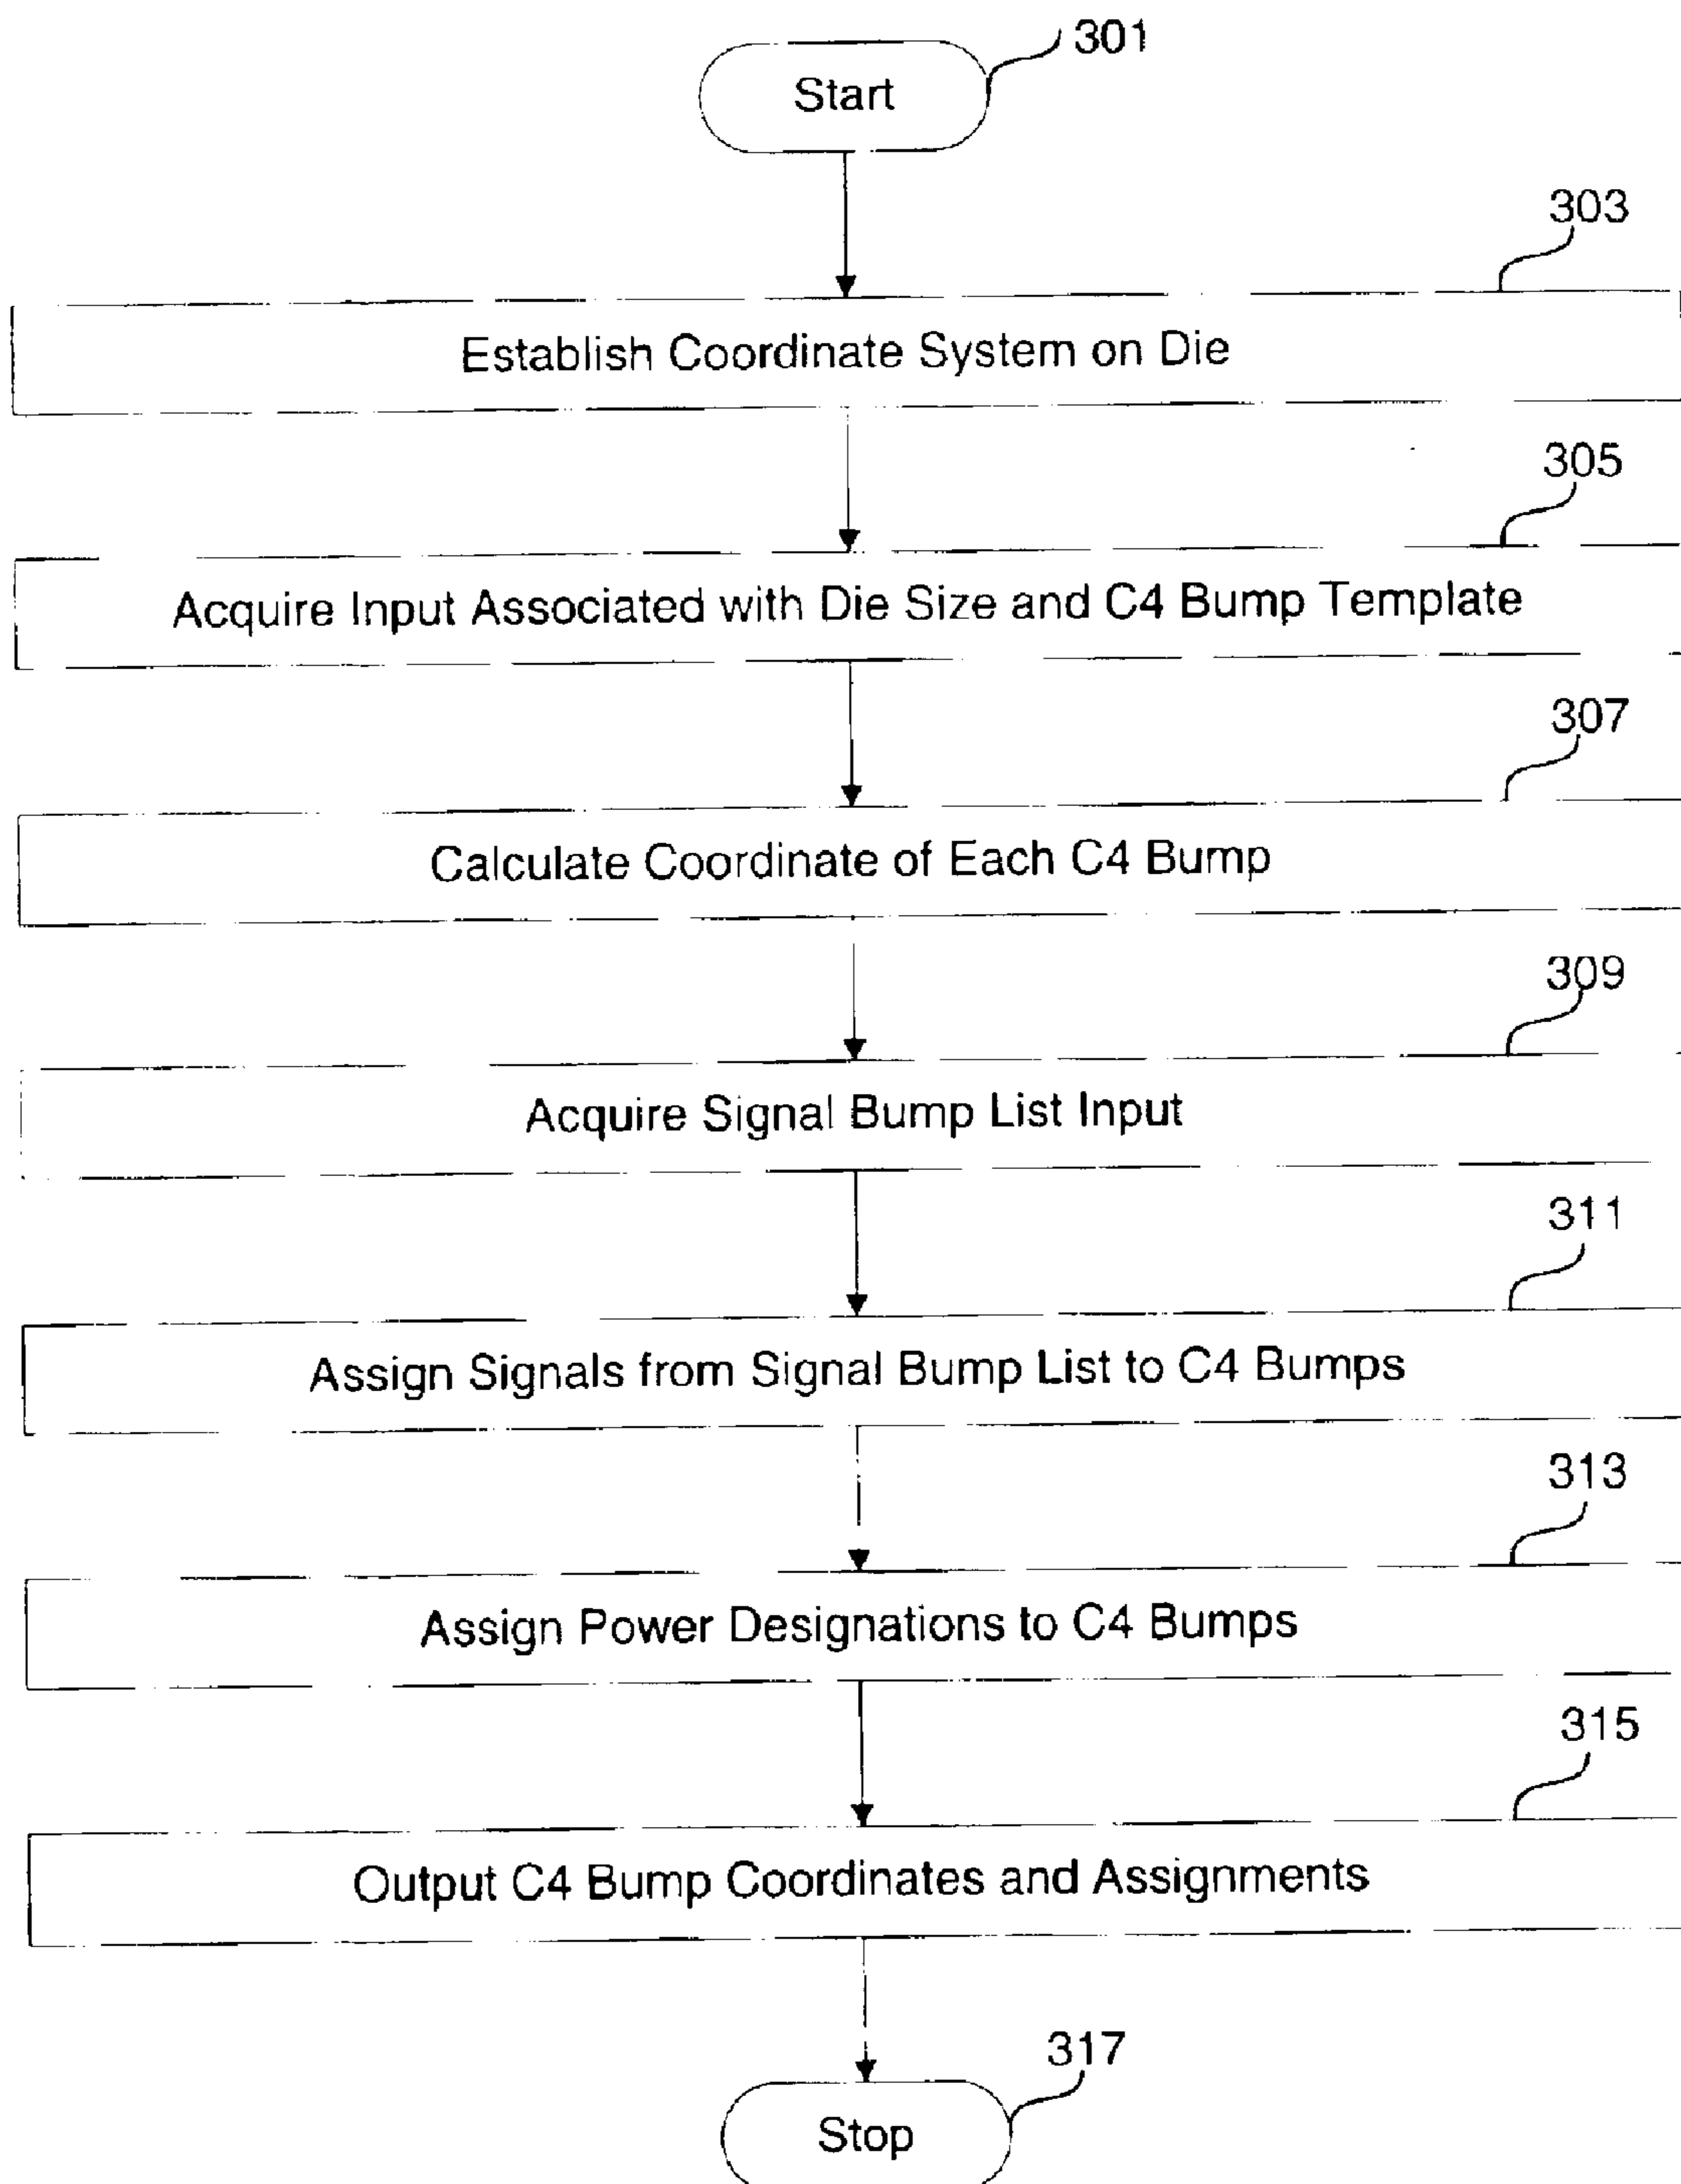 301
Start
303
Establish Coordinate System on Die
305
Acquire Input Associated with Die Size and C4 Bump Template
307
Calculate Coordinate of Each C4 Bump
309
Acquire Signal Bump List Input
311
Assign Signals from Signal Bump List to C4 Bumps
313
Assign Power Designations to C4 Bumps
315
Output C4 Bump Coordinates and Assignments
317
Stop